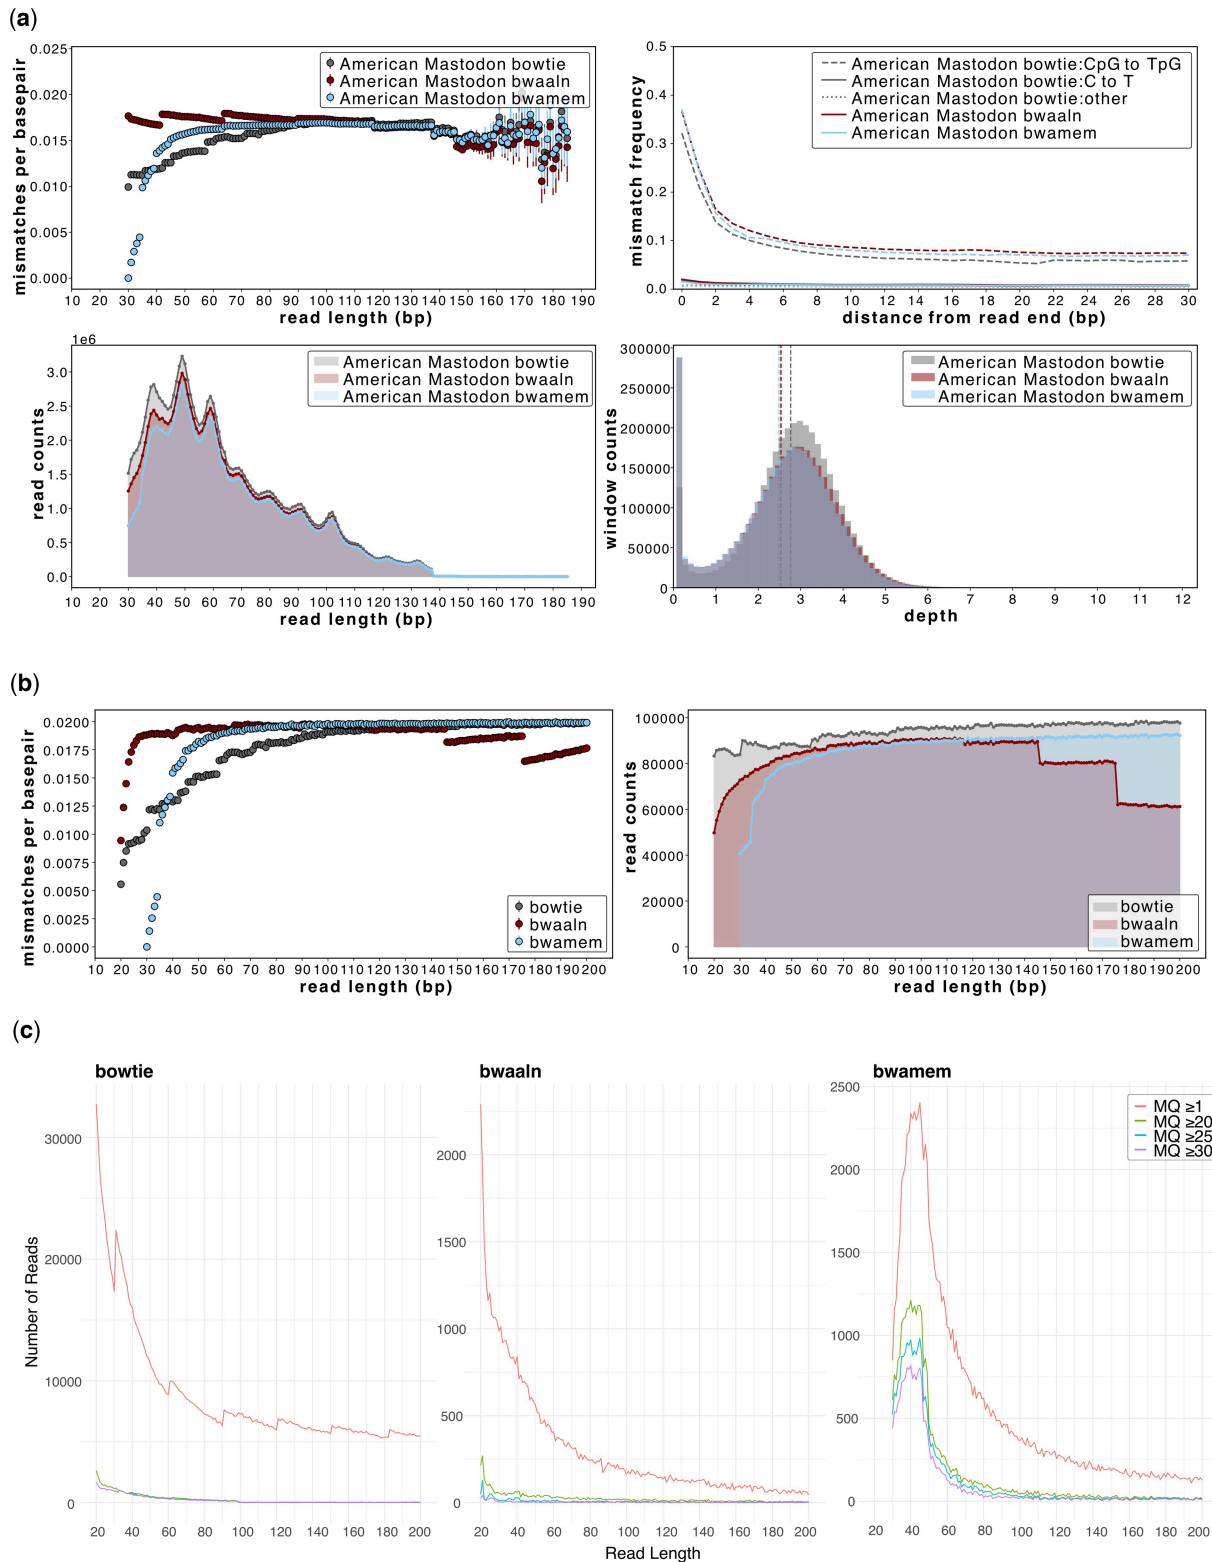 (a)
mismatches per basepair
0.025
0.020
0.015
0.010
0.005
0.000
American Mastodon bowtie
American Mastodon bwaaln
American Mastodon bwamem
10 20 30 40 50 60 70 80 90 100 110 120 130 140 150 160 170 180 190
read length (bp)
mismatch frequency
0.5
0.4
0.3
0.2
0.1
0.0
American Mastodon bowtie:CpG to TpG
American Mastodon bowtie:C to T
American Mastodon bowtie:other
American Mastodon bwaaln
American Mastodon bwamem
0 2 4 6 8 10 12 14 16 18 20 22 24 26 28 30
distance from read end (bp)
1e6
read counts
3.0
2.5
2.0
1.5
1.0
0.5
0.0
American Mastodon bowtie
American Mastodon bwaaln
American Mastodon bwamem
10 20 30 40 50 60 70 80 90 100 110 120 130 140 150 160 170 180 190
read length (bp)
window counts
300000
250000
200000
150000
100000
50000
0
American Mastodon bowtie
American Mastodon bwaaln
American Mastodon bwamem
0 1 2 3 4 5 6 7 8 9 10 11 12
depth
(b)
mismatches per basepair
0.0200
0.0175
0.0150
0.0125
0.0100
0.0075
0.0050
0.0025
0.0000
bowtie
bwaaln
bwamem
10 20 30 40 50 60 70 80 90 100 110 120 130 140 150 160 170 180 190 200
read length (bp)
read counts
100000
80000
60000
40000
20000
0
bowtie
bwaaln
bwamem
10 20 30 40 50 60 70 80 90 100 110 120 130 140 150 160 170 180 190 200
read length (bp)
(c)
bowtie
Number of Reads
30000
20000
10000
0
20 40 60 80 100 120 140 160 180 200
bwaaln
2000
1500
1000
500
0
20 40 60 80 100 120 140 160 180 200
Read Length
bwamem
2500
2000
1500
1000
500
0
MQ ≥1
MQ ≥20
MQ ≥25
MQ ≥30
20 40 60 80 100 120 140 160 180 200